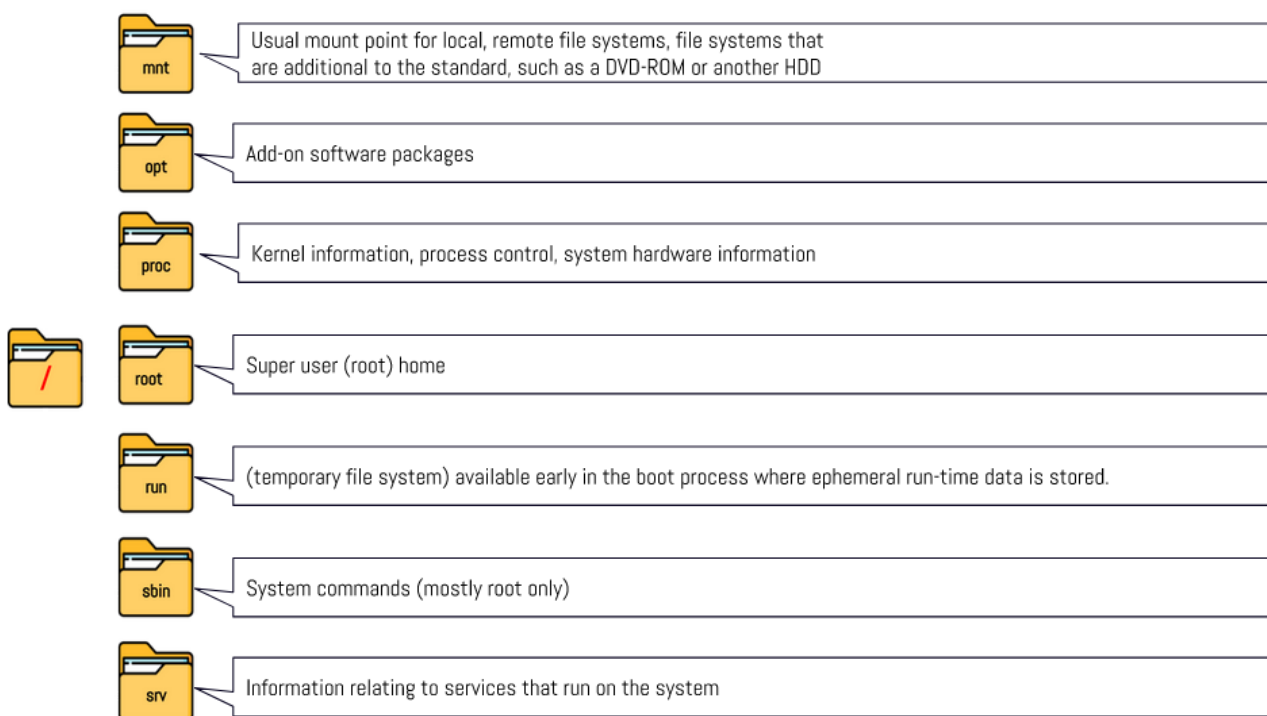 mnt
Usual mount point for local, remote file systems, file systems that
are additional to the standard, such as a DVD-ROM or another HDD
opt
Add-on software packages
proc
Kernel information, process control, system hardware information
/
root
Super user (root) home
run
(temporary file system) available early in the boot process where ephemeral run-time data is stored.
sbin
System commands (mostly root only)
srv
Information relating to services that run on the system